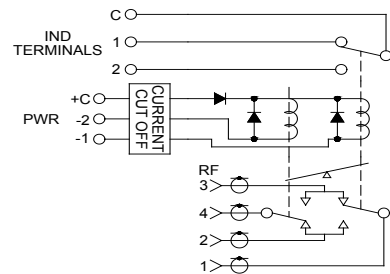 C
IND
TERMINALS
1
2
+C
PWR
-2
-1
CURRENT
CUT OFF
RF
3
4
2
1